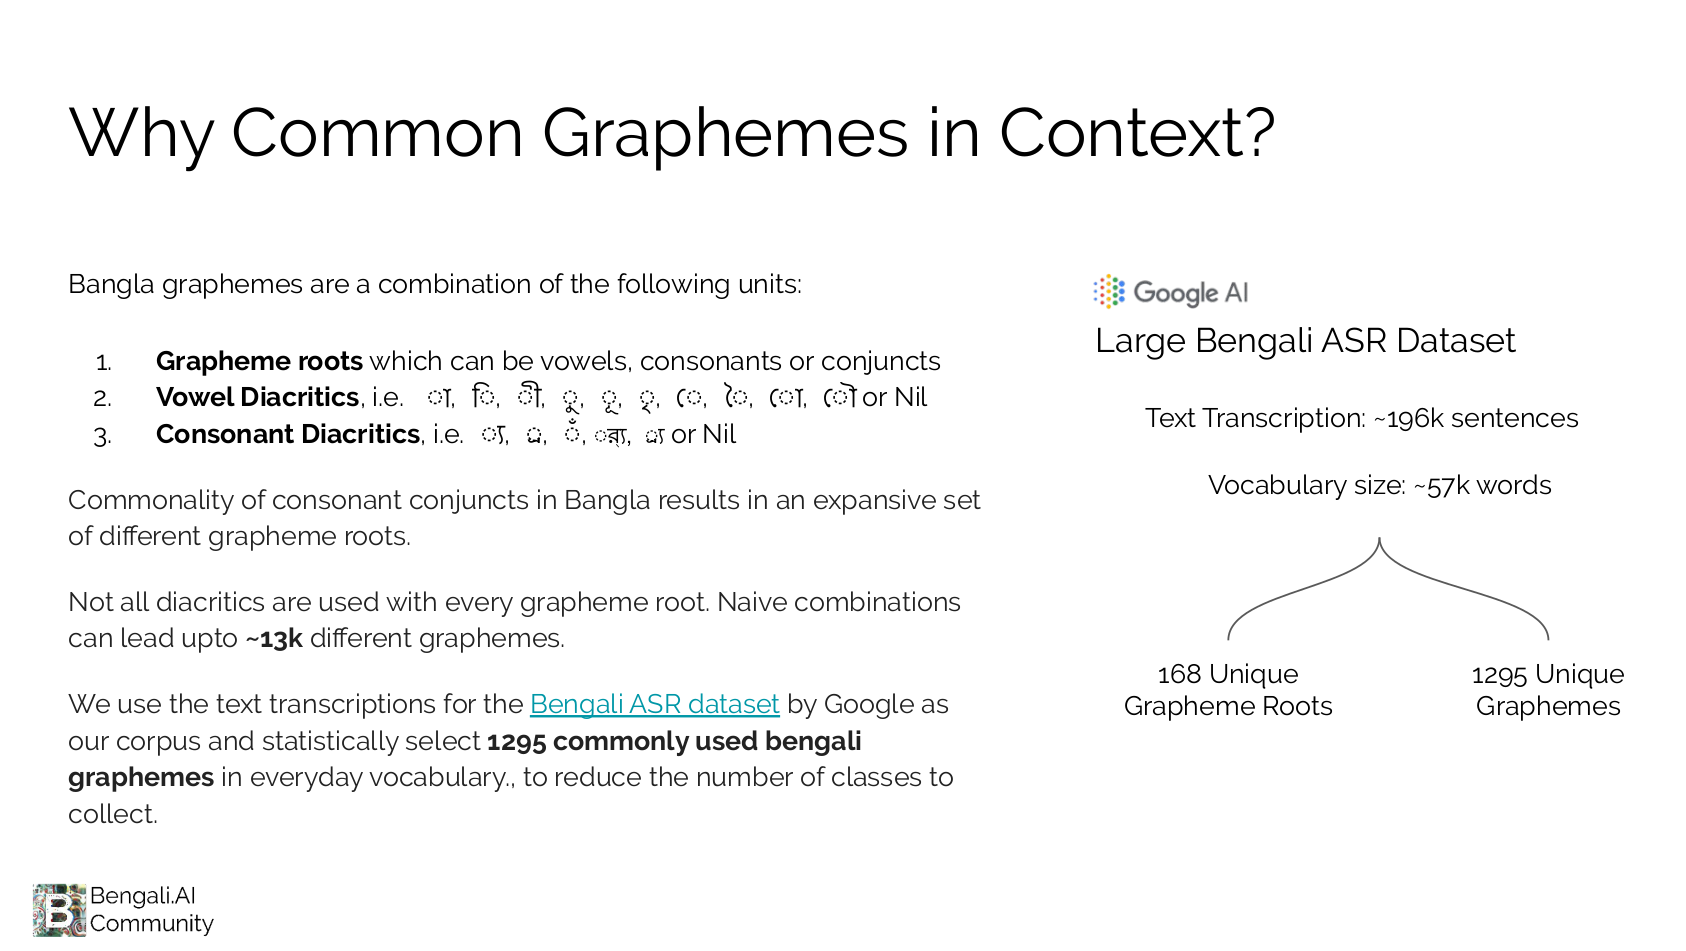 Why Common Graphemes in Context?
Bangla graphemes are a combination of the following units:
1. Grapheme roots which can be vowels, consonants or conjuncts
2. Vowel Diacritics, i.e. া, ি, ী, ু, ূ, ৃ, ে, ৈ, ো, ৌ or Nil
3. Consonant Diacritics, i.e. ্য, ্র, ঁ, র্্য, ্র্য or Nil
Commonality of consonant conjuncts in Bangla results in an expansive set
of different grapheme roots.
Not all diacritics are used with every grapheme root. Naive combinations
can lead upto ~13k different graphemes.
We use the text transcriptions for the Bengali ASR dataset by Google as
our corpus and statistically select 1295 commonly used bengali
graphemes in everyday vocabulary., to reduce the number of classes to
collect.
Google AI
Large Bengali ASR Dataset
Text Transcription: ~196k sentences
Vocabulary size: ~57k words
168 Unique
Grapheme Roots
1295 Unique
Graphemes
B
Bengali.AI
Community